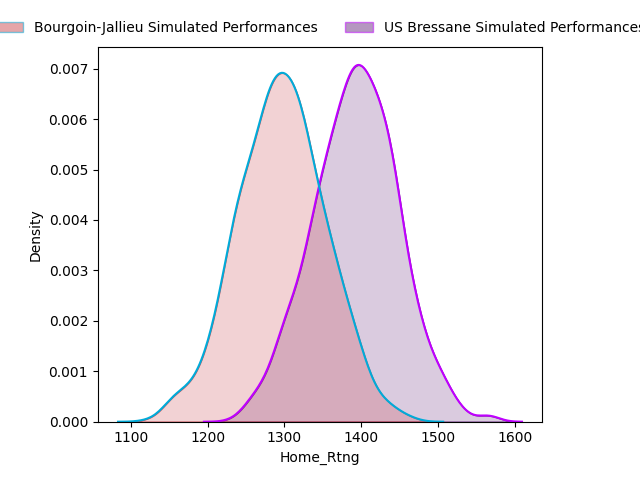 Bourgoin-Jallieu Simulated Performances US Bressane Simulated Performances
0.007
0.006
0.005
0.004
0.003
0.002
0.001
0.000
Density
1100 1200 1300 1400 1500 1600
Home_Rtng